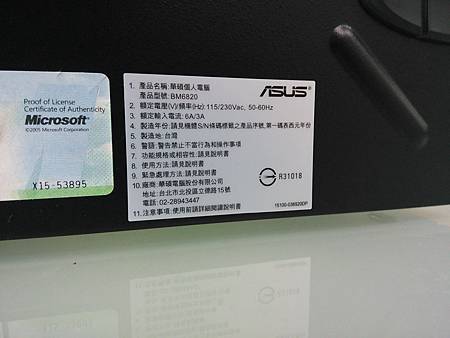 Proof of License
Certificate of Authenticity
Microsoft®
©2005 Microsoft Corporation
X15-53895
ASUS®
1. 產品名稱:華碩個人電腦
產品型號:BM6820
2. 額定電壓(V)/頻率(Hz):115/230Vac, 50-60Hz
3. 額定輸入電流:6A/3A
4. 製造年份:請見機體S/N條碼標籤之產品序號,第一碼表西元年份
5. 製造地:台灣
6. 警語:警告禁止不當行為和設備操作
7. 功能規格或相容性:請見說明書
8. 使用方法:請見說明書
9. 緊急處理方法:請見說明書
10. 廠商:華碩電腦股份有限公司
地址:台北市北投區立德路15號
電話:02-28943447
11. 注意事項:使用前請詳細閱讀說明書
R31018